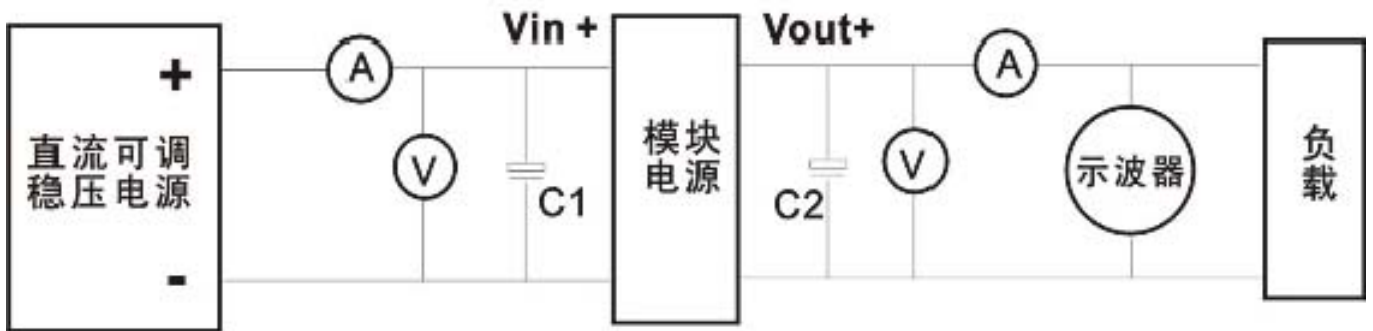 Vin +
Vout+
+
A
A
直流可调
稳压电源
-
V
C1
模块
电源
C2
V
示波器
负
载